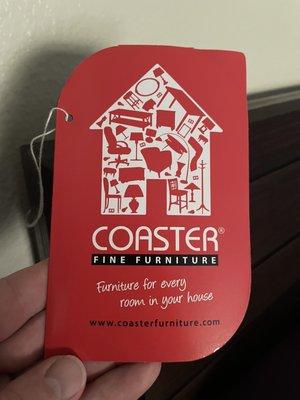 COASTER®
FINE FURNITURE
Furniture for every
room in your house
www.coasterfurniture.com